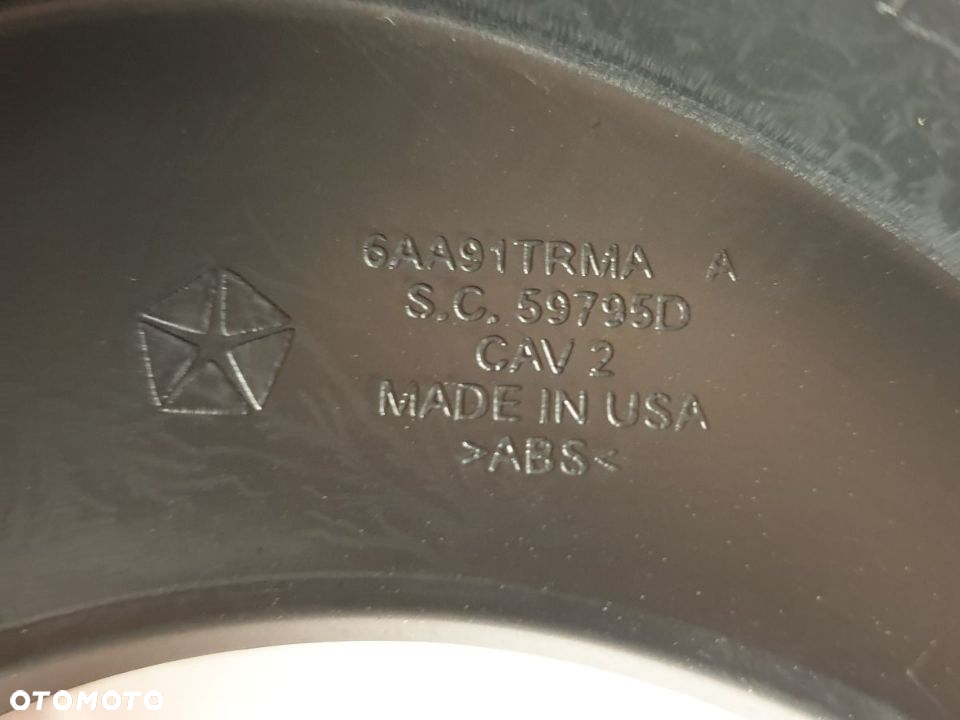 6AA91TRMA A
S.C. 59795D
CAV 2
MADE IN USA
>ABS<
OTOMOTO